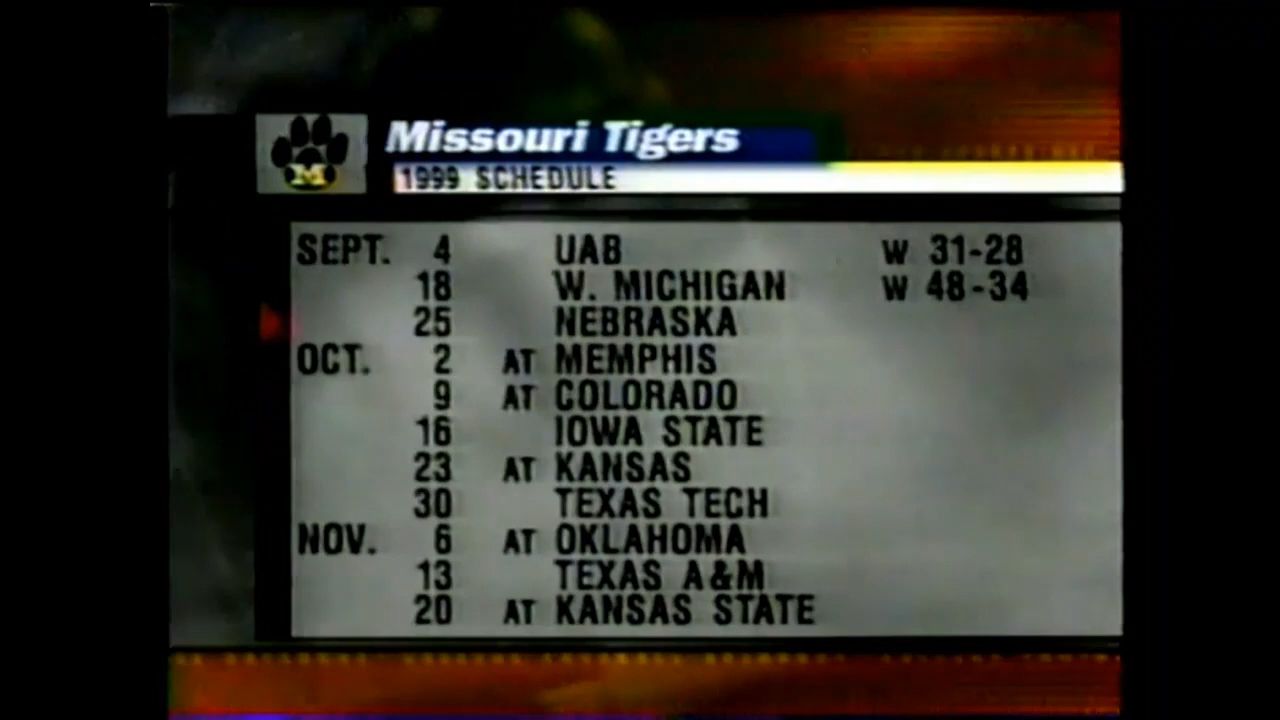 M
Missouri Tigers
1999 SCHEDULE
SEPT. 4 UAB W 31-28
18 W. MICHIGAN W 48-34
25 NEBRASKA
OCT. 2 AT MEMPHIS
9 AT COLORADO
16 IOWA STATE
23 AT KANSAS
30 TEXAS TECH
NOV. 6 AT OKLAHOMA
13 TEXAS A&M
20 AT KANSAS STATE